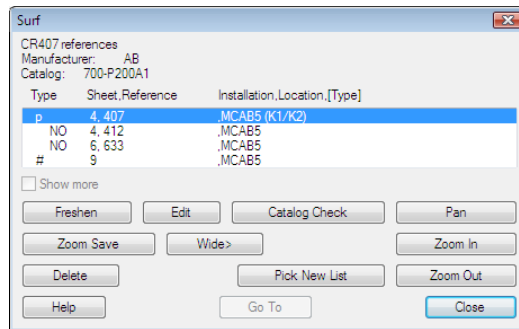 Surf
CR407 references
Manufacturer: AB
Catalog: 700-P200A1
Type Sheet,Reference Installation,Location,[Type]
p 4, 407 ,MCAB5 (K1/K2)
NO 4, 412 ,MCAB5
NO 6, 633 ,MCAB5
# 9 ,MCAB5
Show more
Freshen Edit Catalog Check Pan
Zoom Save Wide> Zoom In
Delete Pick New List Zoom Out
Help Go To Close